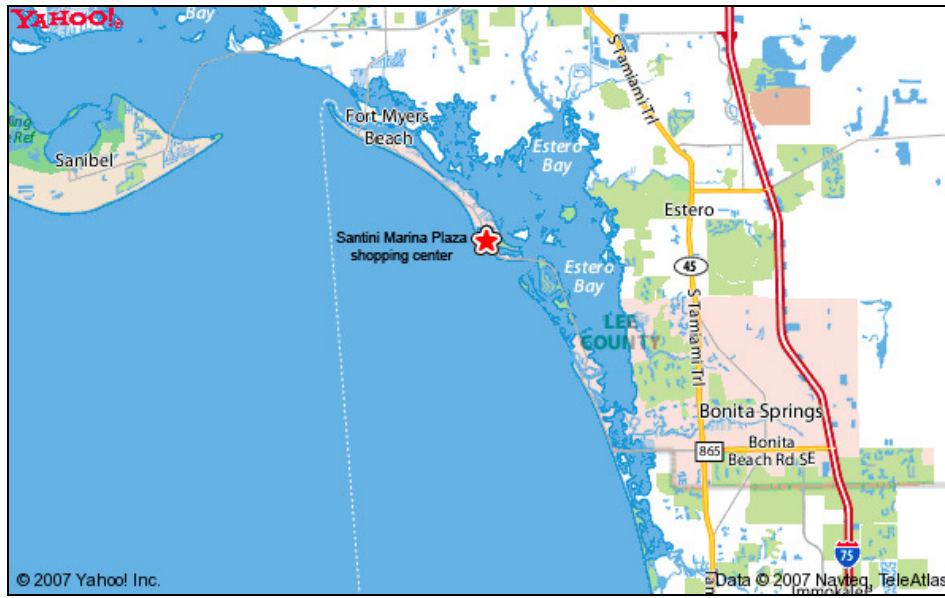 YAHOO!
Bay
Fort Myers
Beach
S Tamiami Trl
Sanibel
Estero
Bay
Estero
Santini Marina Plaza
shopping center
45
Estero
Bay
S Tamiami Trl
LEE
COUNTY
Bonita Springs
865
Bonita
Beach Rd SE
75
© 2007 Yahoo! Inc.
Data © 2007 Navteq, TeleAtlas